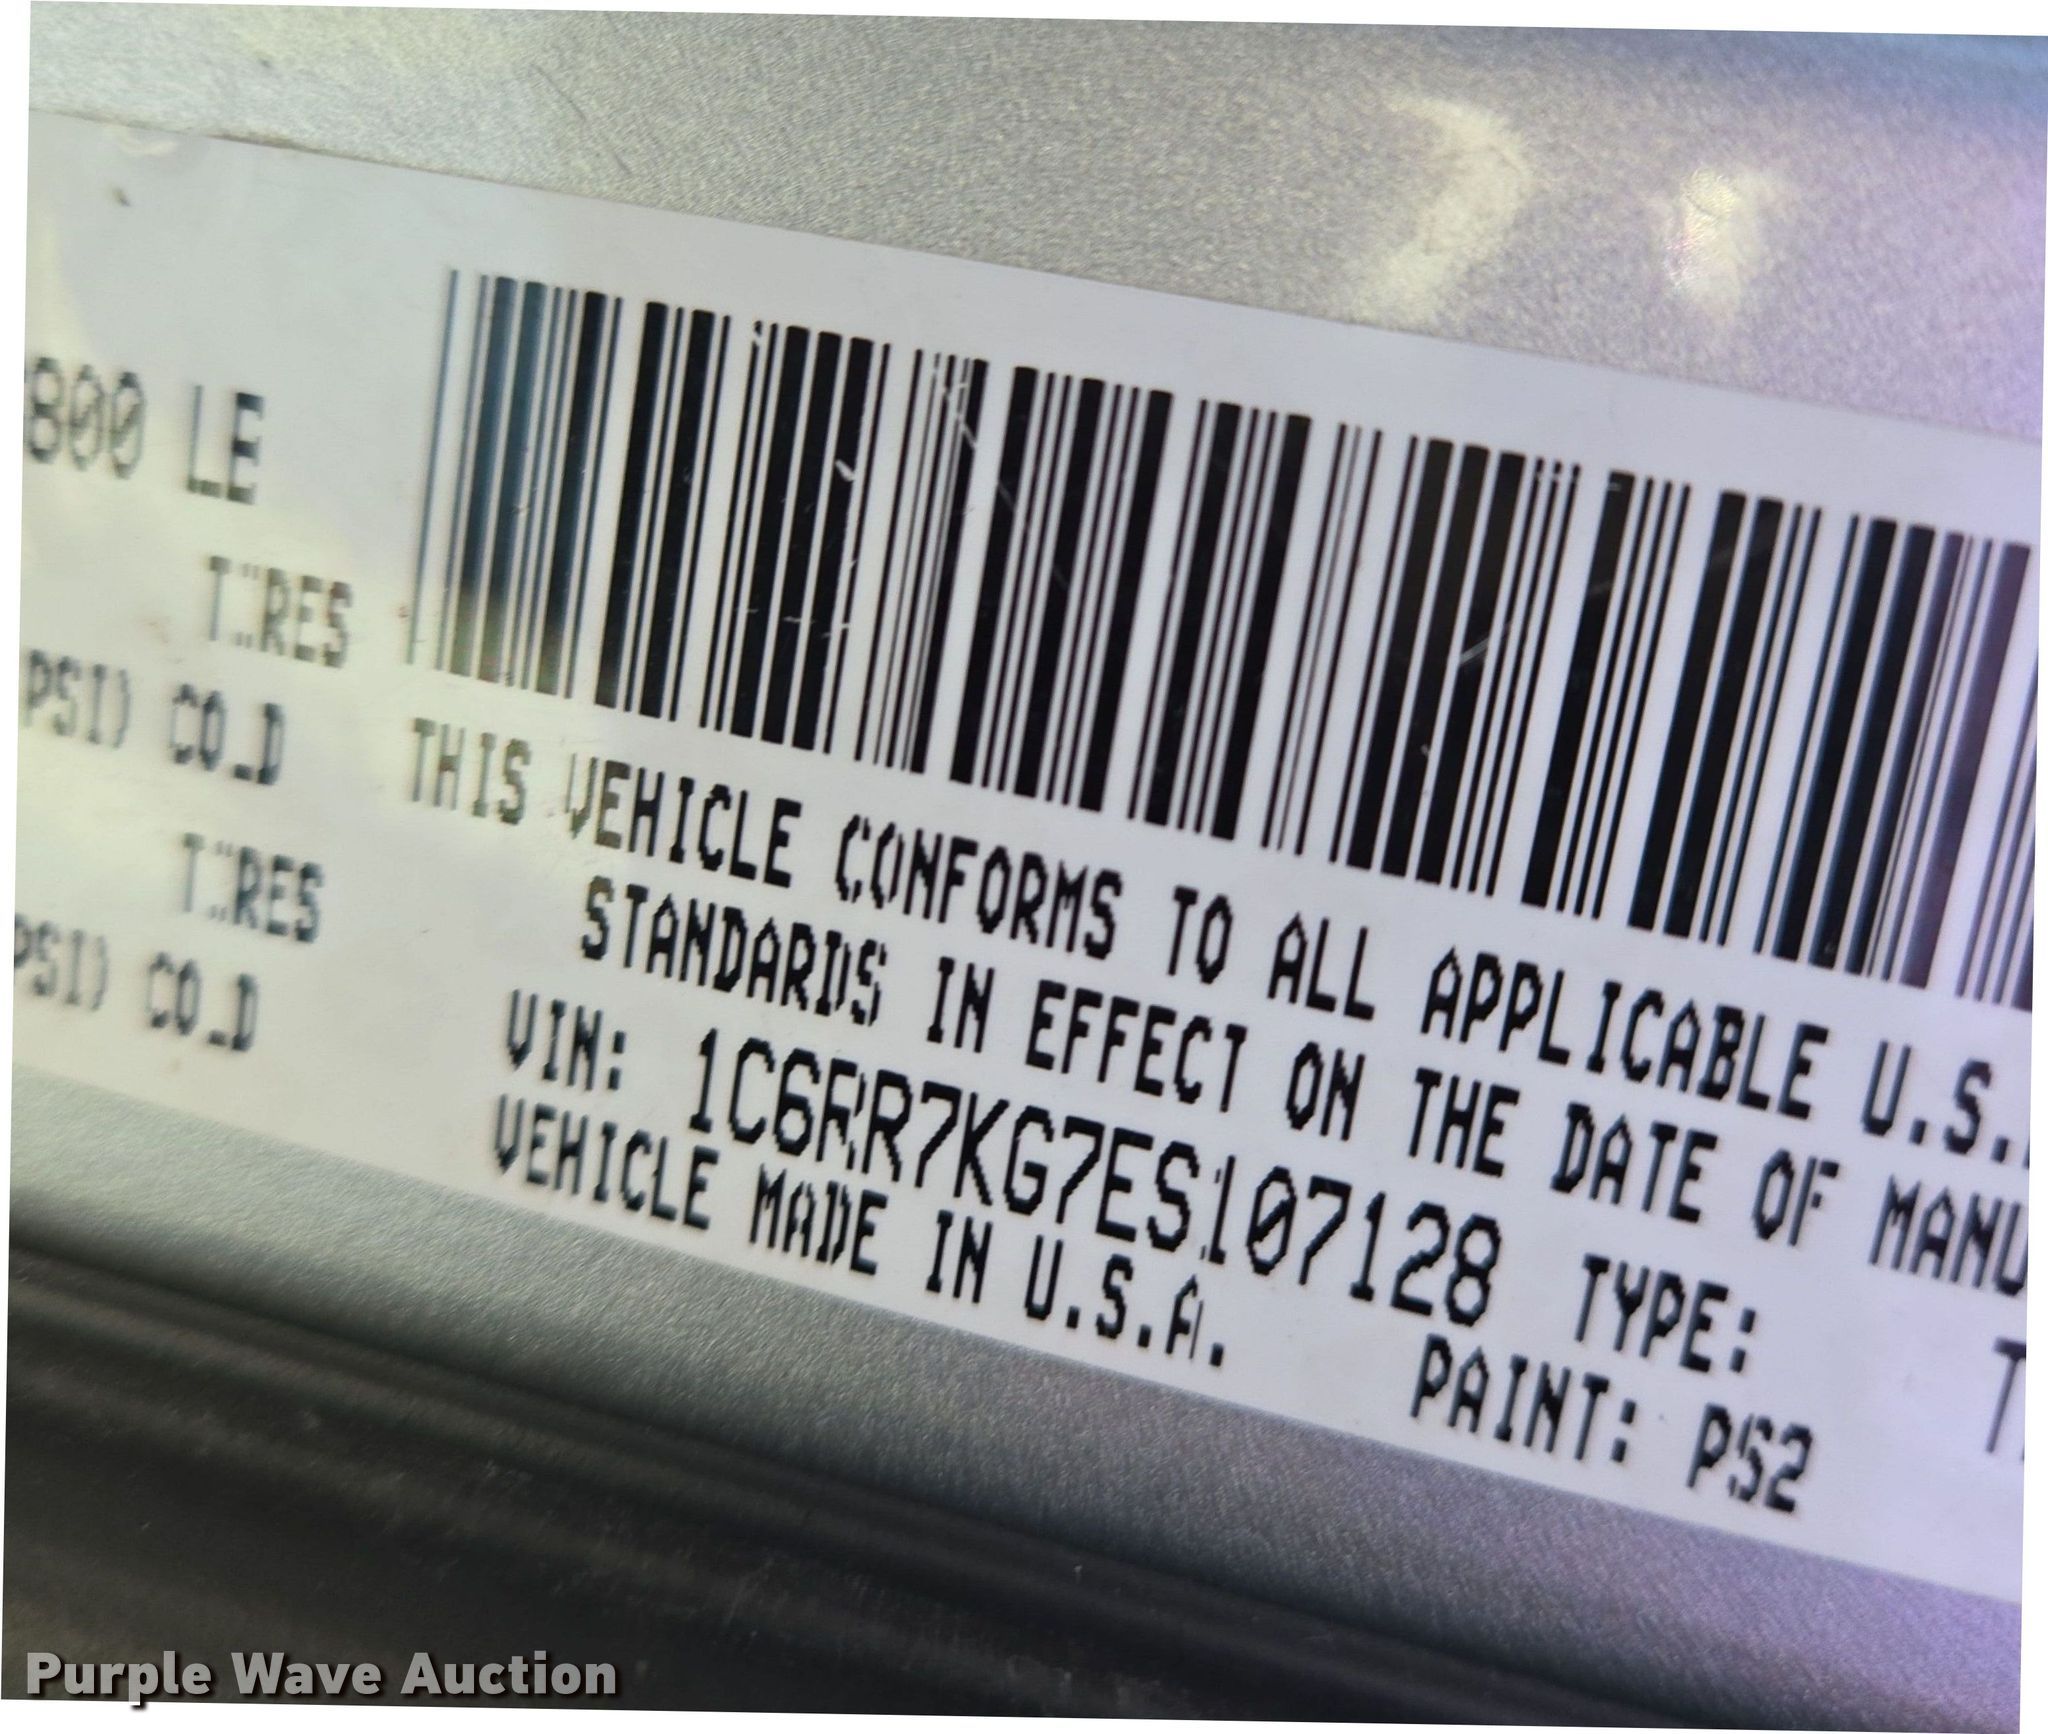 800 LB
TIRES
PSI) COLD
TIRES
PSI) COLD
THIS VEHICLE CONFORMS TO ALL APPLICABLE U.S.
STANDARDS IN EFFECT ON THE DATE OF MANU
VIN: 1C6RR7KG7ES107128 TYPE:
VEHICLE MADE IN U.S.A. PAINT: PS2
Purple Wave Auction